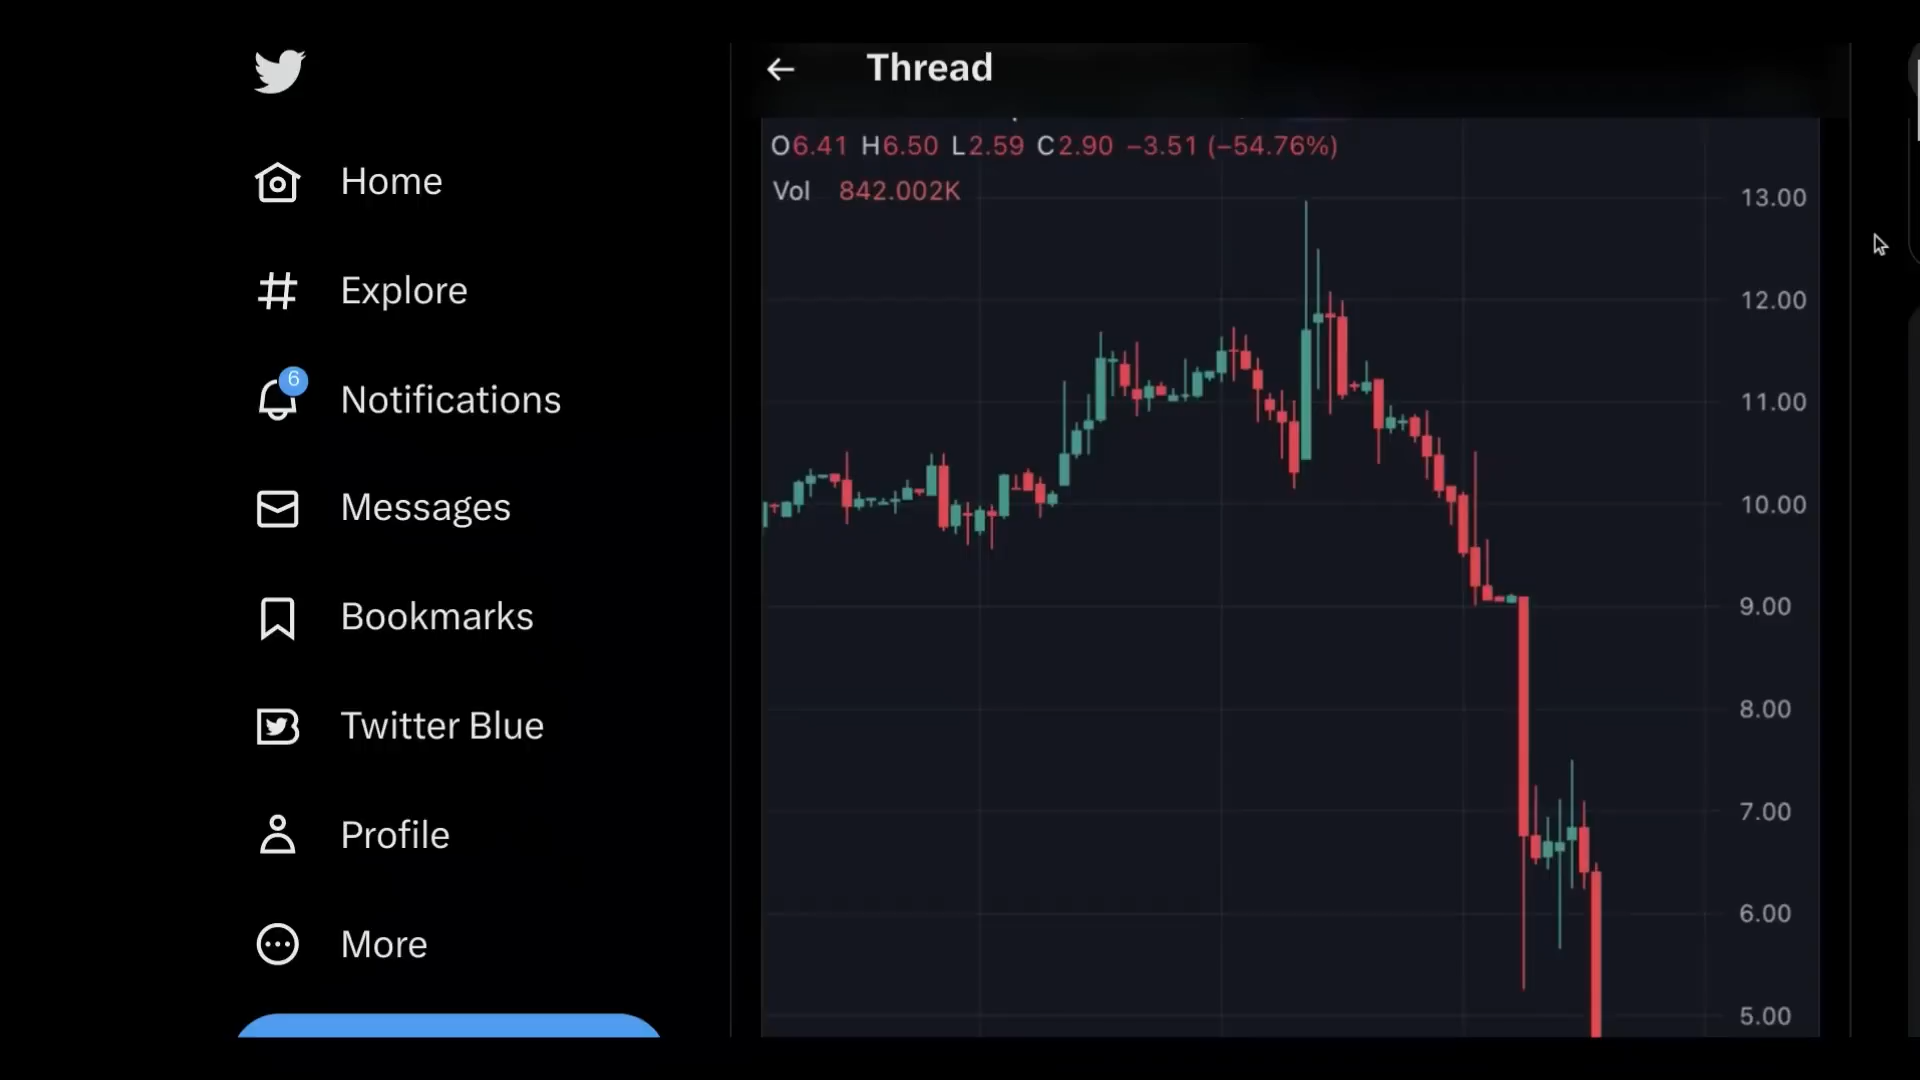 Thread
Home
Explore
6
Notifications
Messages
Bookmarks
Twitter Blue
Profile
More
O6.41 H6.50 L2.59 C2.90 −3.51 (−54.76%)
Vol 842.002K
13.00
12.00
11.00
10.00
9.00
8.00
7.00
6.00
5.00